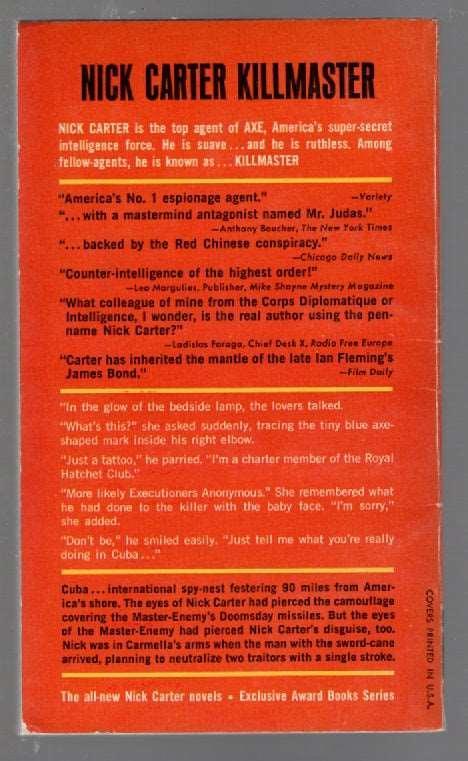 NICK CARTER KILLMASTER
NICK CARTER is the top agent of AXE, America's super-secret
intelligence force. He is suave...and he is ruthless. Among
fellow-agents, he is known as... KILLMASTER
"America's No. 1 espionage agent."
—Variety
"...with a mastermind antagonist named Mr. Judas."
—Anthony Boucher, The New York Times
"...backed by the Red Chinese conspiracy."
—Chicago Daily News
"Counter-intelligence of the highest order!"
—Leo Margulies, Publisher, Mike Shayne Mystery Magazine
"What colleague of mine from the Corps Diplomatique or
Intelligence, I wonder, is the real author using the pen-
name Nick Carter?"
—Ladislas Farago, Chief Desk X, Radio Free Europe
"Carter has inherited the mantle of the late Ian Fleming's
James Bond."
—Film Daily
"In the glow of the bedside lamp, the lovers talked.
"What's this?" she asked suddenly, tracing the tiny blue axe-
shaped mark inside his right elbow.
"Just a tattoo," he parried. "I'm a charter member of the Royal
Hatchet Club."
"More likely Executioners Anonymous." She remembered what
he had done to the killer with the baby face. "I'm sorry,"
she added.
"Don't be," he smiled easily. "Just tell me what you're really
doing in Cuba..."
Cuba...international spy-nest festering 90 miles from Amer-
ica's shore. The eyes of Nick Carter had pierced the camouflage
covering the Master-Enemy's Doomsday missiles. But the eyes
of the Master-Enemy had pierced Nick Carter's disguise, too.
Nick was in Carmella's arms when the man with the sword-cane
arrived, planning to neutralize two traitors with a single stroke.
The all-new Nick Carter novels • Exclusive Award Books Series
COVERS PRINTED IN U.S.A.